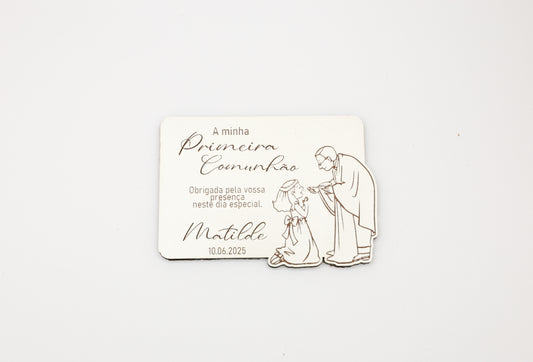 A minha
Primeira
Comunhão
Obrigada pela vossa
presença
neste dia especial.
Matilde
10.06.2025